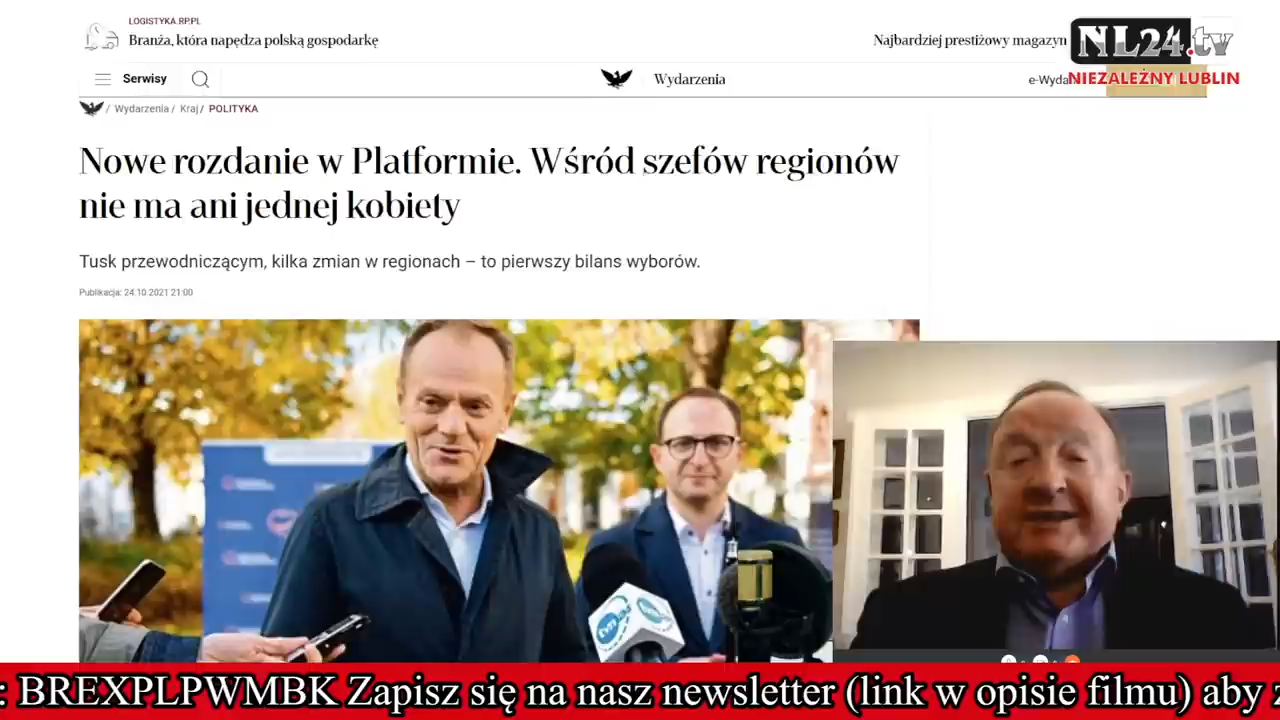 LOGISTYKA.RP.PL
Branża, która napędza polską gospodarkę
Najbardziej prestiżowy magazyn
NL24.tv
NIEZALEŻNY LUBLIN
Serwisy
Wydarzenia
/ Wydarzenia / Kraj / POLITYKA
Nowe rozdanie w Platformie. Wśród szefów regionów
nie ma ani jednej kobiety
Tusk przewodniczącym, kilka zmian w regionach – to pierwszy bilans wyborów.
Publikacja: 24.10.2021 21:00
: BREXPLPWMBK Zapisz się na nasz newsletter (link w opisie filmu) aby